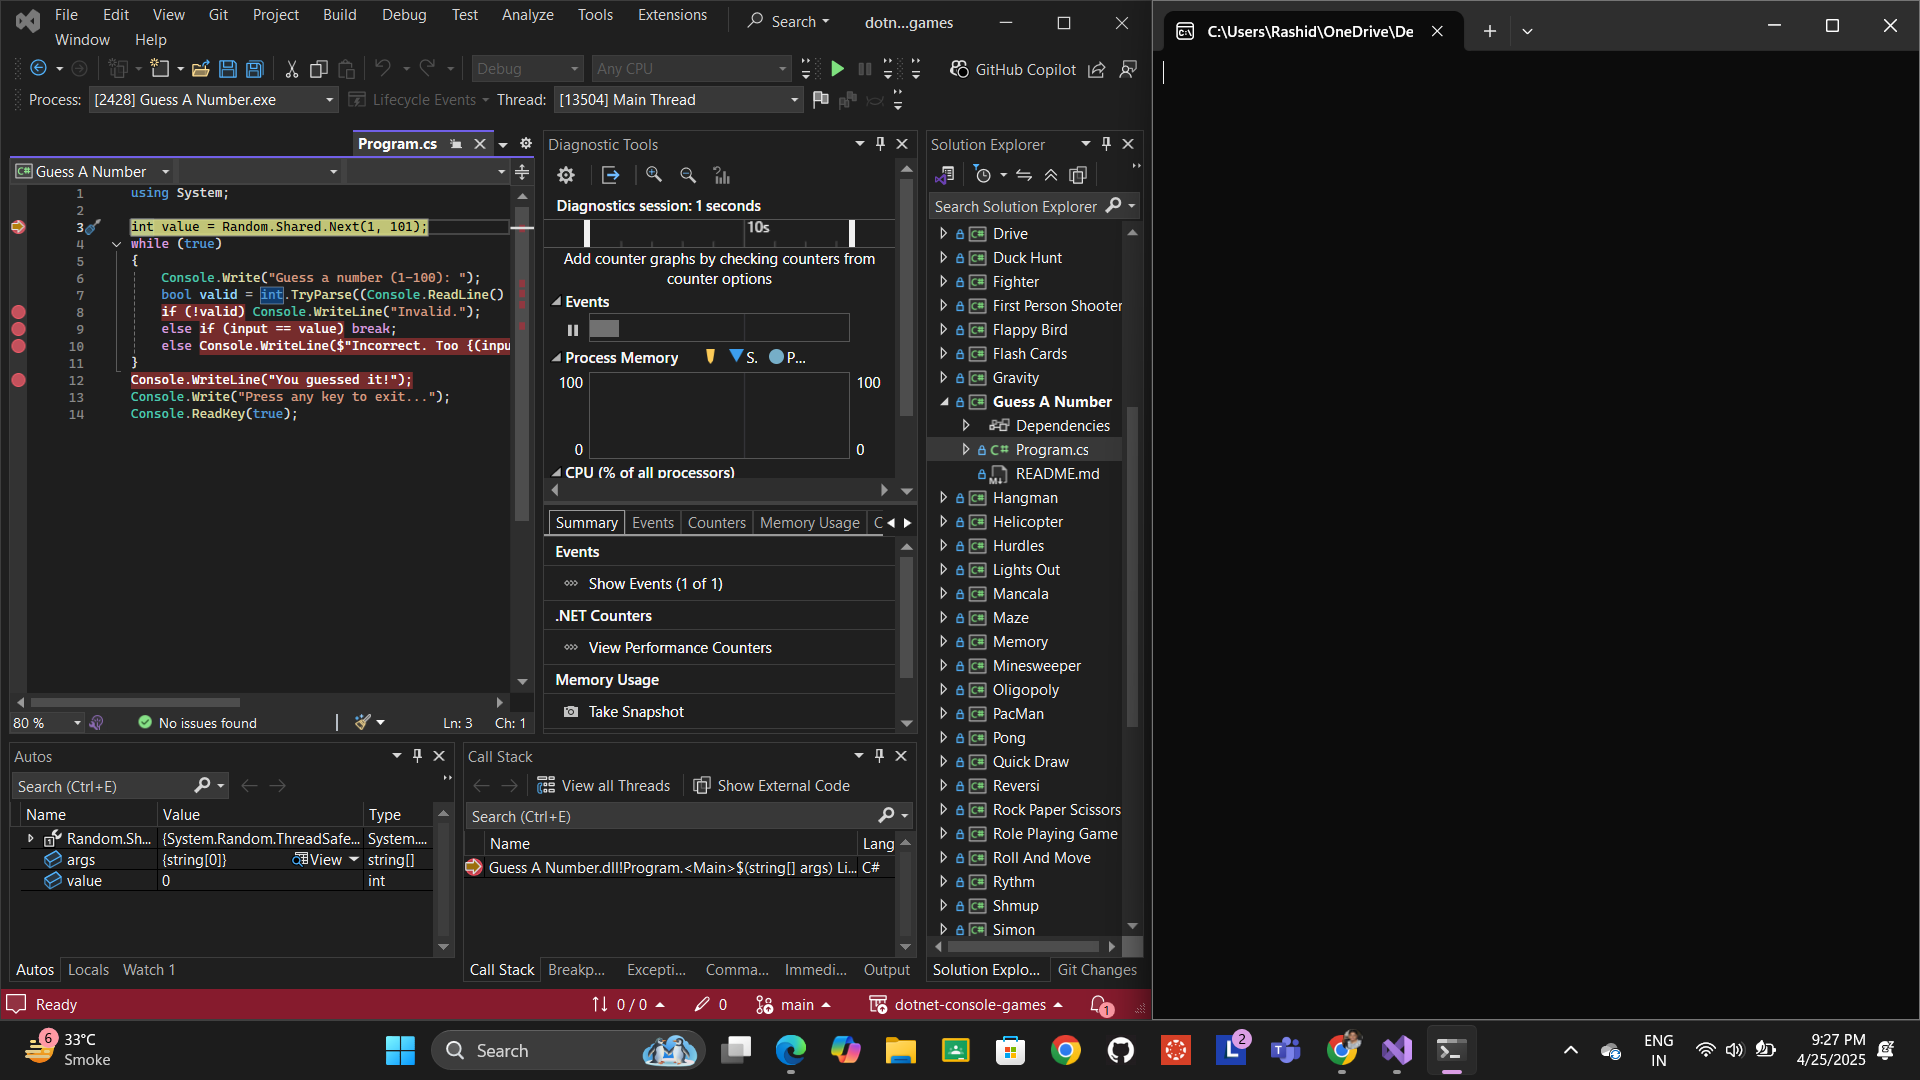 File Edit View Git Project Build Debug Test Analyze Tools Extensions Search dotn...games
Window Help
Debug Any CPU GitHub Copilot
Process: [2428] Guess A Number.exe Lifecycle Events Thread: [13504] Main Thread
Program.cs
Guess A Number
1 using System;
2
3 int value = Random.Shared.Next(1, 101);
4 while (true)
5 {
6 Console.Write("Guess a number (1-100): ");
7 bool valid = int.TryParse((Console.ReadLine()
8 if (!valid) Console.WriteLine("Invalid.");
9 else if (input == value) break;
10 else Console.WriteLine($"Incorrect. Too {(inpu
11 }
12 Console.WriteLine("You guessed it!");
13 Console.Write("Press any key to exit...");
14 Console.ReadKey(true);
80 % No issues found Ln: 3 Ch: 1
Diagnostic Tools
Diagnostics session: 1 seconds
10s
Add counter graphs by checking counters from
counter options
Events
Process Memory S. P...
100 100
0 0
CPU (% of all processors)
Summary Events Counters Memory Usage C
Events
Show Events (1 of 1)
.NET Counters
View Performance Counters
Memory Usage
Take Snapshot
Solution Explorer
Search Solution Explorer
C# Drive
C# Duck Hunt
C# Fighter
C# First Person Shooter
C# Flappy Bird
C# Flash Cards
C# Gravity
C# Guess A Number
Dependencies
C# Program.cs
M↓ README.md
C# Hangman
C# Helicopter
C# Hurdles
C# Lights Out
C# Mancala
C# Maze
C# Memory
C# Minesweeper
C# Oligopoly
C# PacMan
C# Pong
C# Quick Draw
C# Reversi
C# Rock Paper Scissors
C# Role Playing Game
C# Roll And Move
C# Rythm
C# Shmup
C# Simon
Solution Explo... Git Changes
Autos
Search (Ctrl+E)
Name Value Type
Random.Sh... {System.Random.ThreadSafe... System....
args {string[0]} View string[]
value 0 int
Autos Locals Watch 1
Call Stack
View all Threads Show External Code
Search (Ctrl+E)
Name Lang
Guess A Number.dll!Program.<Main>$(string[] args) Li... C#
Call Stack Breakp... Excepti... Comma... Immedi... Output
Ready 0 / 0 0 main dotnet-console-games 1
C:\Users\Rashid\OneDrive\De
6 33°C
Smoke
Search
L 2
ENG
IN
9:27 PM
4/25/2025